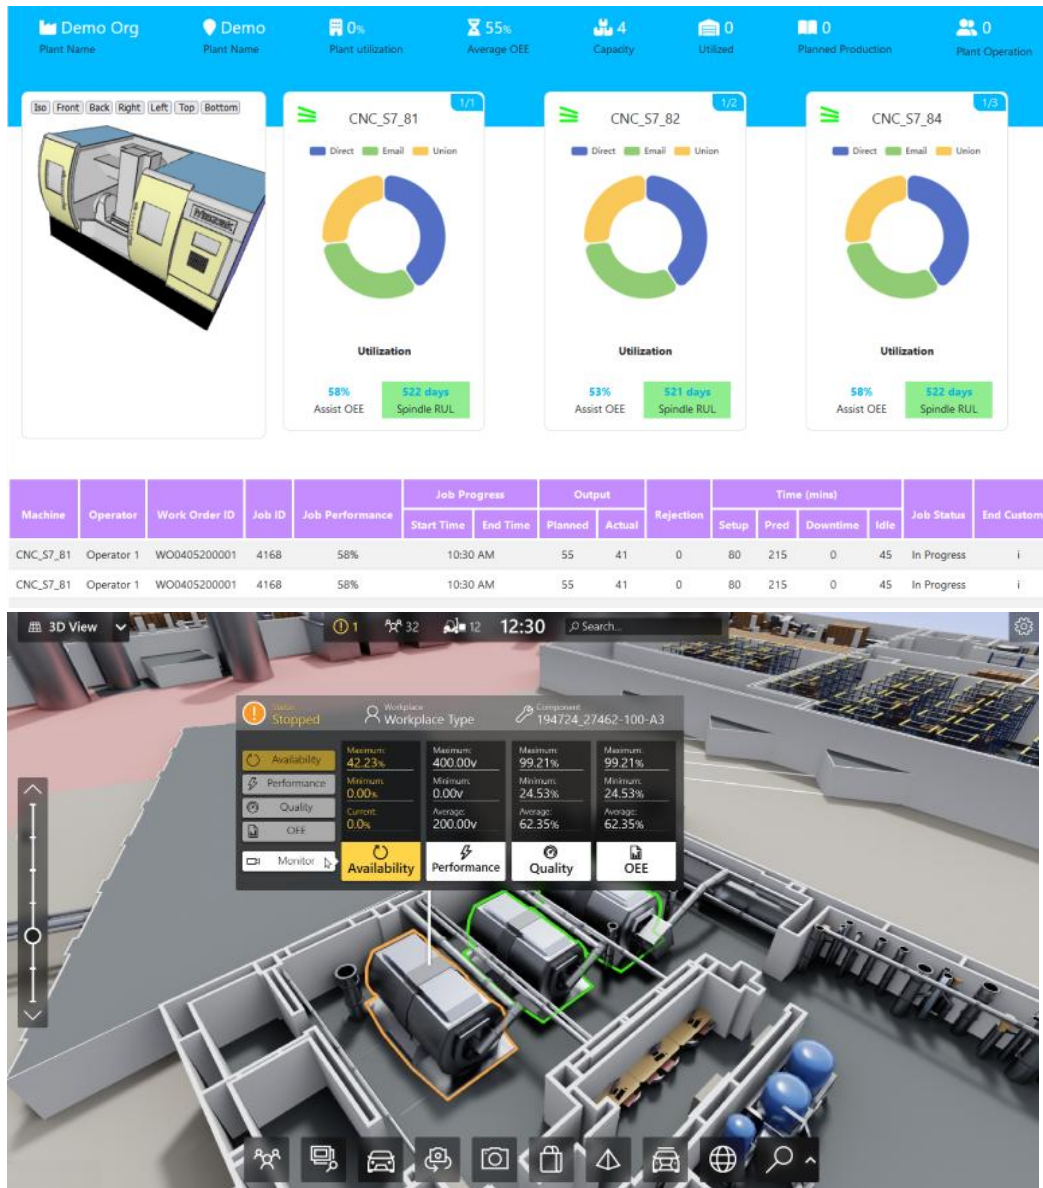 Demo Org Demo 0% 55% 4 0 0 0
Plant Name Plant Name Plant utilization Average OEE Capacity Utilized Planned Production Plant Operation
Iso Front Back Right Left Top Bottom
1/1
CNC_S7_81
Direct Email Union
Utilization
58% 522 days
Assist OEE Spindle RUL
1/2
CNC_S7_82
Direct Email Union
Utilization
53% 521 days
Assist OEE Spindle RUL
1/3
CNC_S7_84
Direct Email Union
Utilization
58% 522 days
Assist OEE Spindle RUL
Job Progress Output Time (mins)
Machine Operator Work Order ID Job ID Job Performance Rejection Job Status End Custom
Start Time End Time Planned Actual Setup Pred Downtime Idle
CNC_S7_81 Operator 1 WO0405200001 4168 58% 10:30 AM 55 41 0 80 215 0 45 In Progress i
CNC_S7_81 Operator 1 WO0405200001 4168 58% 10:30 AM 55 41 0 80 215 0 45 In Progress i
3D View 1 32 12 12:30 Search...
Status Workplace Component
Stopped Workplace Type 194724_27462-100-A3
Availability
Performance
Quality
OEE
Monitor
Maximum: Maximum: Maximum: Maximum:
42.23% 400.00v 99.21% 99.21%
Minimum: Minimum: Minimum: Minimum:
0.00% 0.00v 24.53% 24.53%
Current: Average: Average: Average:
0.0% 200.00v 62.35% 62.35%
Availability Performance Quality OEE